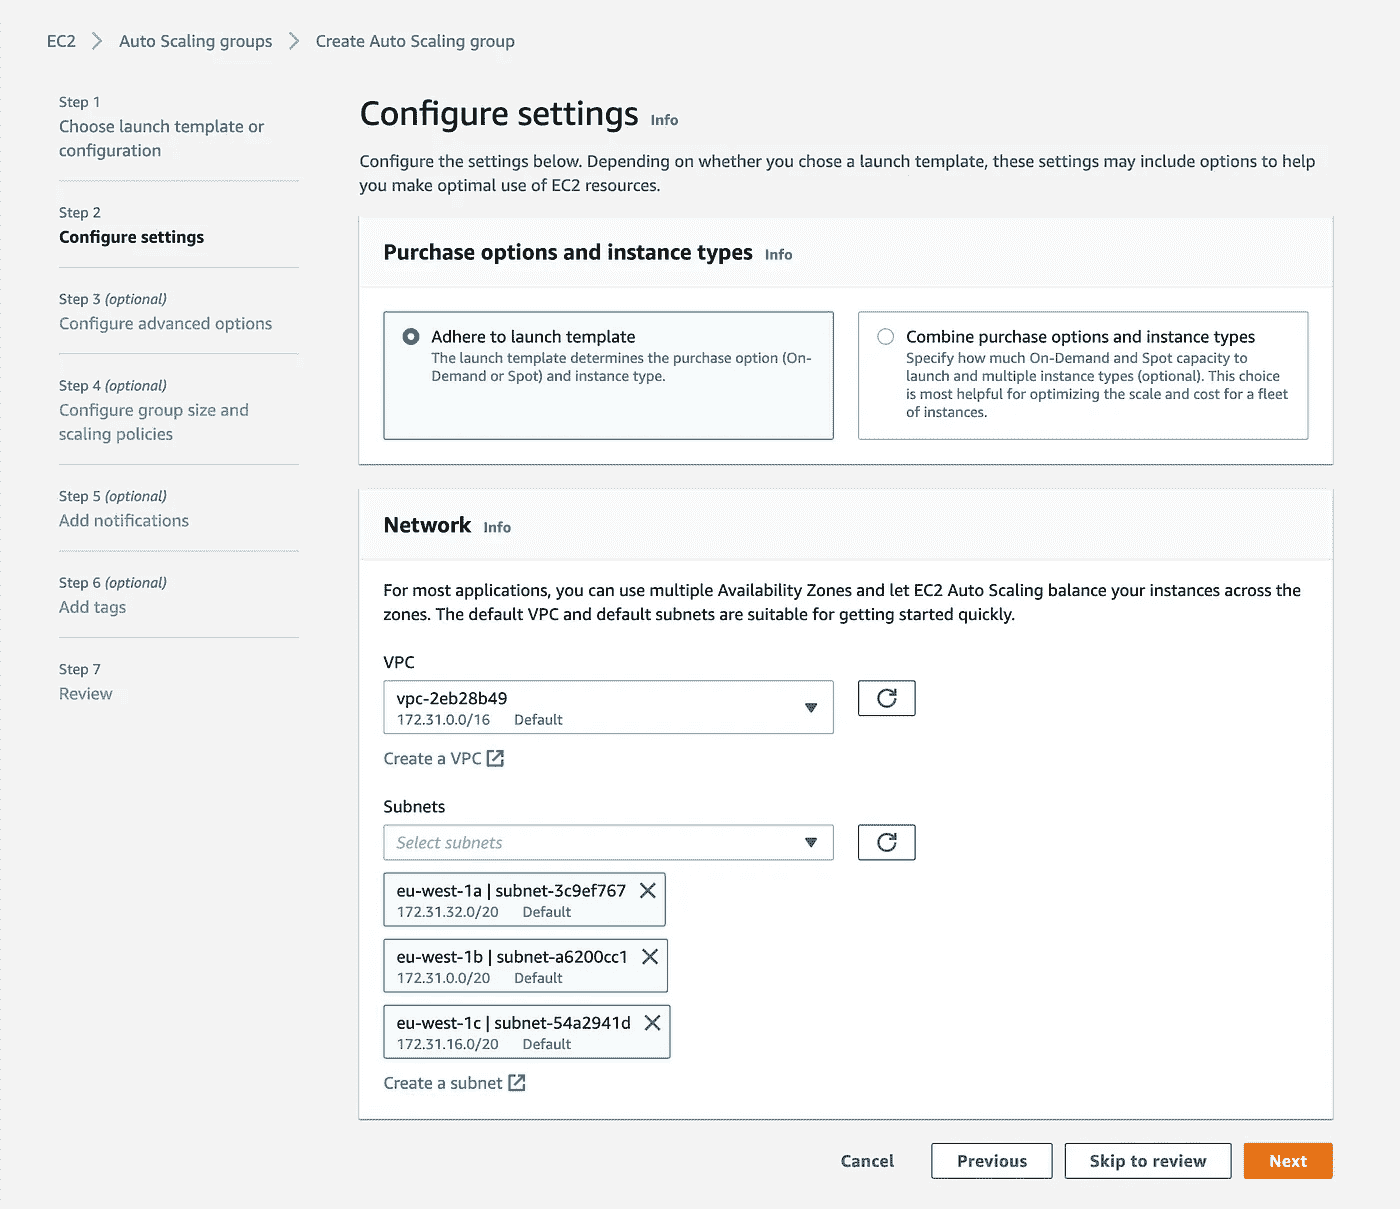 EC2 > Auto Scaling groups > Create Auto Scaling group
Step 1
Choose launch template or
configuration
Step 2
Configure settings
Step 3 (optional)
Configure advanced options
Step 4 (optional)
Configure group size and
scaling policies
Step 5 (optional)
Add notifications
Step 6 (optional)
Add tags
Step 7
Review
Configure settings Info
Configure the settings below. Depending on whether you chose a launch template, these settings may include options to help
you make optimal use of EC2 resources.
Purchase options and instance types Info
Adhere to launch template
The launch template determines the purchase option (On-
Demand or Spot) and instance type.
Combine purchase options and instance types
Specify how much On-Demand and Spot capacity to
launch and multiple instance types (optional). This choice
is most helpful for optimizing the scale and cost for a fleet
of instances.
Network Info
For most applications, you can use multiple Availability Zones and let EC2 Auto Scaling balance your instances across the
zones. The default VPC and default subnets are suitable for getting started quickly.
VPC
vpc-2eb28b49
172.31.0.0/16 Default
Create a VPC
Subnets
Select subnets
eu-west-1a | subnet-3c9ef767
172.31.32.0/20 Default
eu-west-1b | subnet-a6200cc1
172.31.0.0/20 Default
eu-west-1c | subnet-54a2941d
172.31.16.0/20 Default
Create a subnet
Cancel Previous Skip to review Next